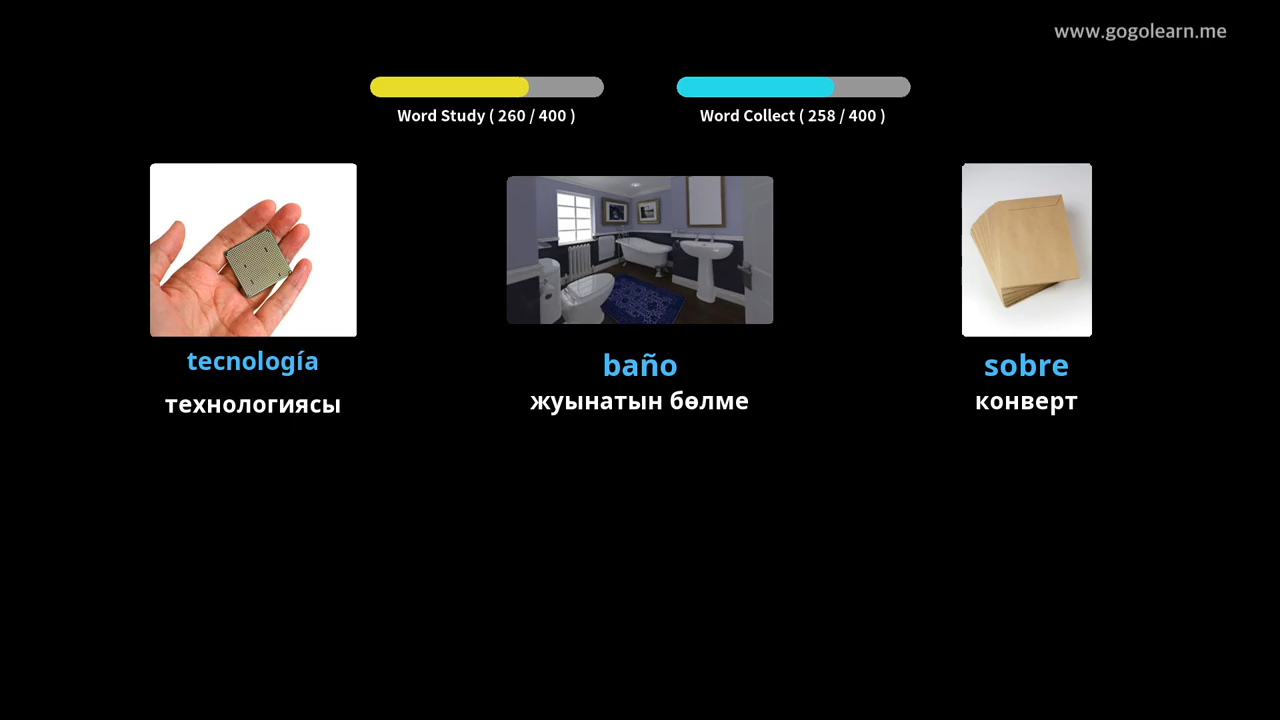 www.gogolearn.me
Word Study ( 260 / 400 )
Word Collect ( 258 / 400 )
tecnología
технологиясы
baño
жуынатын бөлме
sobre
конверт